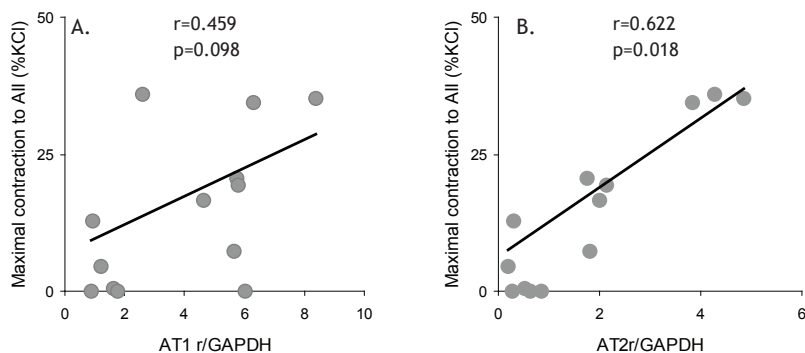 A.
r=0.459
p=0.098
Maximal contraction to AII (%KCl)
50
25
0
0
2
4
6
8
10
AT1 r/GAPDH
B.
r=0.622
p=0.018
Maximal contraction to AII (%KCl)
50
25
0
0
2
4
6
AT2r/GAPDH